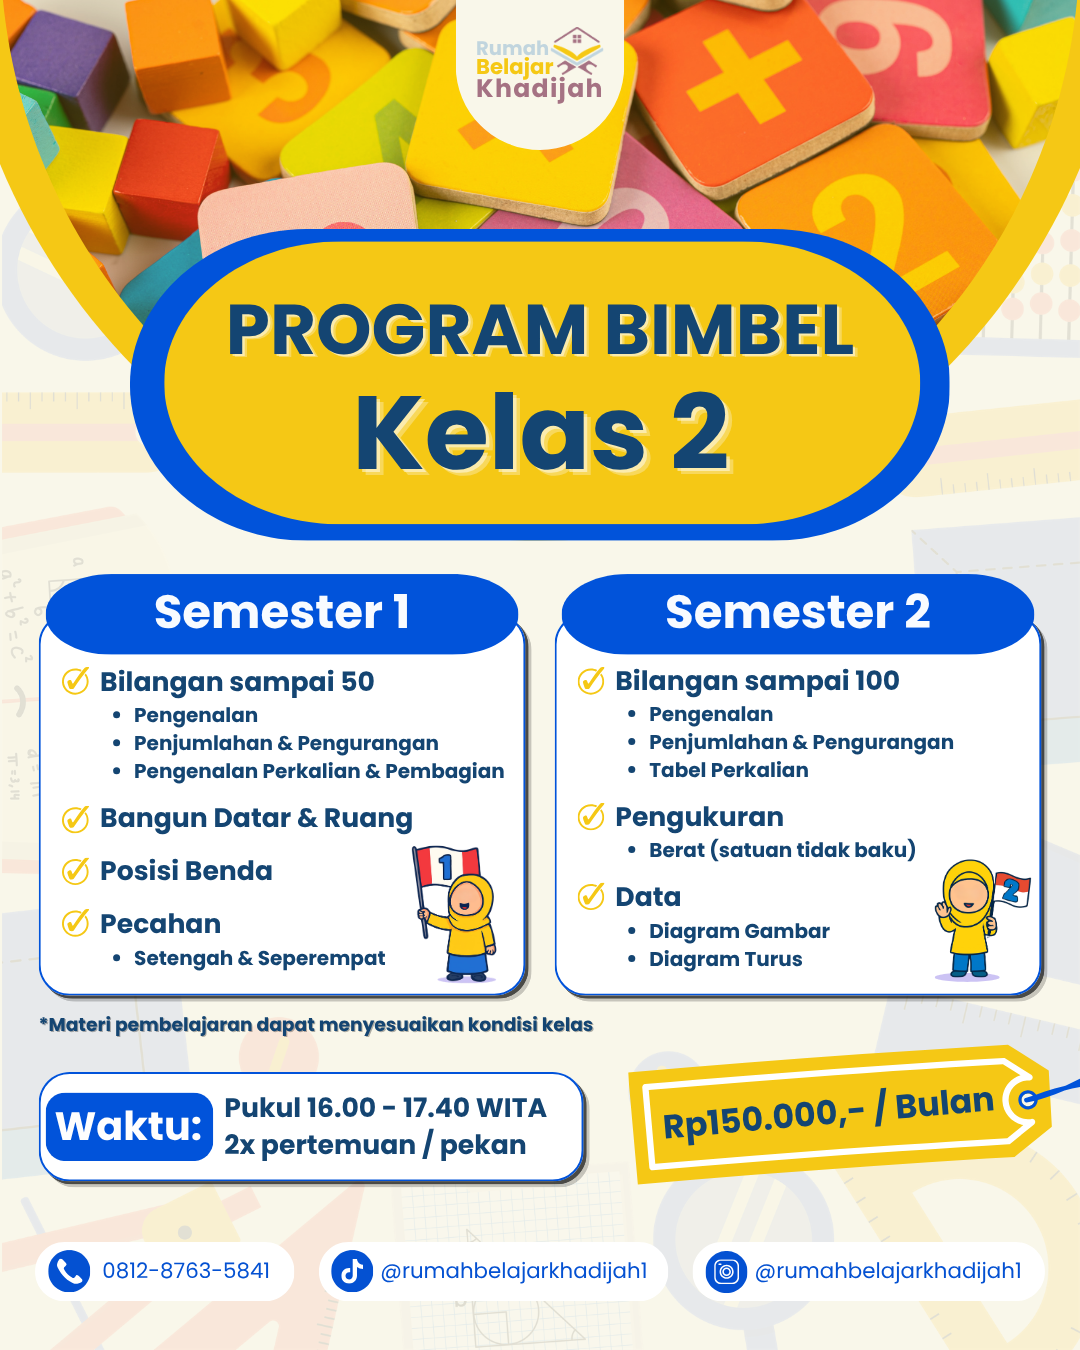 Rumah
Belajar
Khadijah
PROGRAM BIMBEL
Kelas 2
Semester 1
Bilangan sampai 50
• Pengenalan
• Penjumlahan & Pengurangan
• Pengenalan Perkalian & Pembagian
Bangun Datar & Ruang
Posisi Benda
Pecahan
• Setengah & Seperempat
1
Semester 2
Bilangan sampai 100
• Pengenalan
• Penjumlahan & Pengurangan
• Tabel Perkalian
Pengukuran
• Berat (satuan tidak baku)
Data
• Diagram Gambar
• Diagram Turus
2
*Materi pembelajaran dapat menyesuaikan kondisi kelas
Waktu:
Pukul 16.00 - 17.40 WITA
2x pertemuan / pekan
Rp150.000,- / Bulan
0812-8763-5841
@rumahbelajarkhadijah1
@rumahbelajarkhadijah1